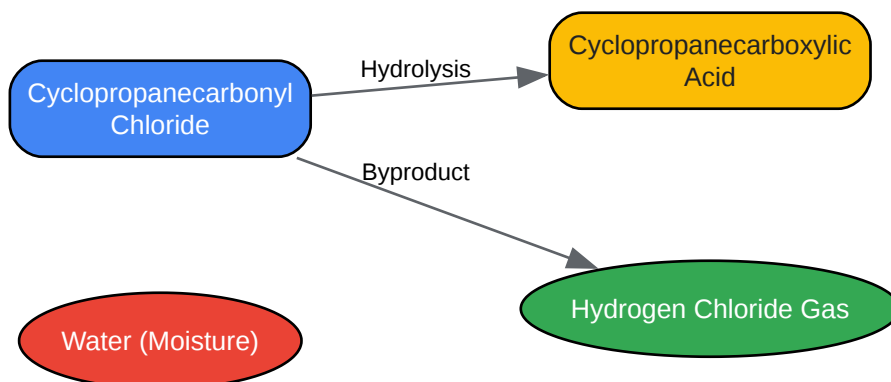 Cyclopropanecarbonyl
Chloride
Hydrolysis
Cyclopropanecarboxylic
Acid
Byproduct
Hydrogen Chloride Gas
Water (Moisture)